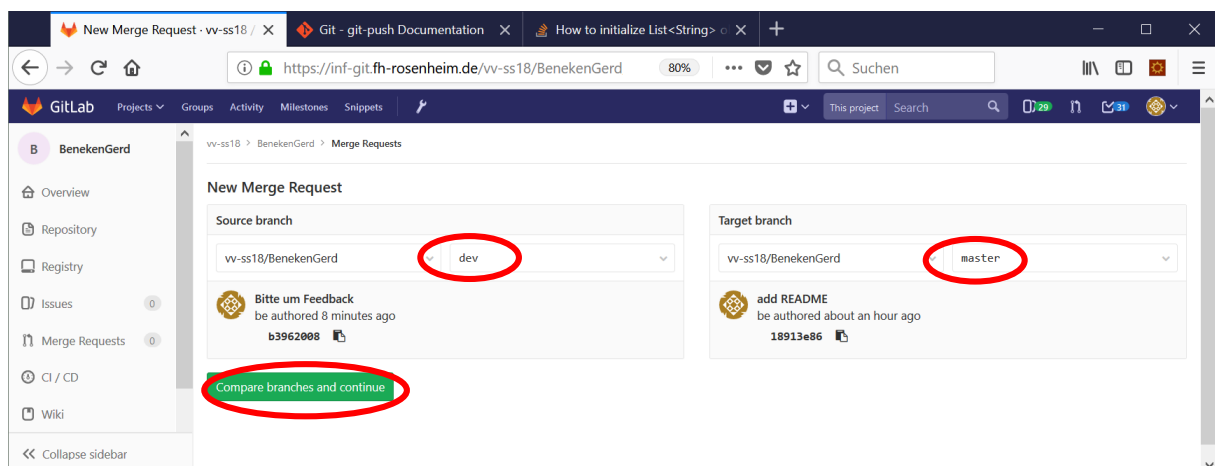 New Merge Request · vv-ss18 /
Git - git-push Documentation
How to initialize List<String> o
https://inf-git.fh-rosenheim.de/vv-ss18/BenekenGerd
80%
Suchen
GitLab Projects Groups Activity Milestones Snippets
This project Search
29
31
B BenekenGerd
vv-ss18 > BenekenGerd > Merge Requests
Overview
Repository
Registry
Issues 0
Merge Requests 0
CI / CD
Wiki
Collapse sidebar
New Merge Request
Source branch
vv-ss18/BenekenGerd dev
Bitte um Feedback
be authored 8 minutes ago
b3962008
Target branch
vv-ss18/BenekenGerd master
add README
be authored about an hour ago
18913e86
Compare branches and continue